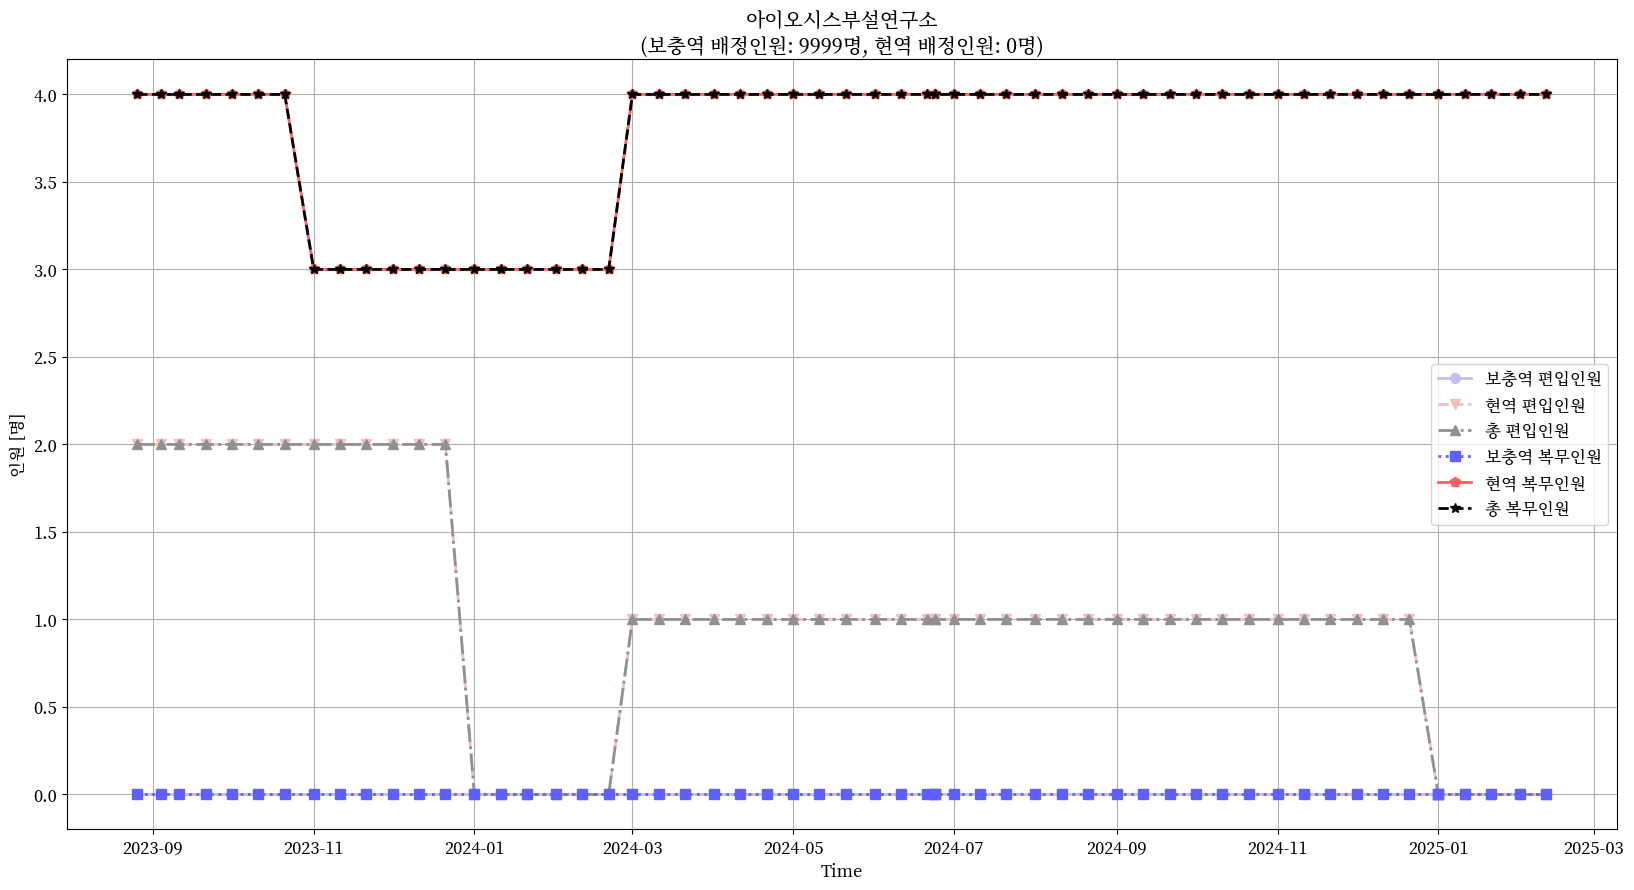 아이오시스부설연구소
(보충역 배정인원: 9999명, 현역 배정인원: 0명)
4.0
3.5
3.0
2.5
2.0
1.5
1.0
0.5
0.0
인원 [명]
보충역 편입인원
현역 편입인원
총 편입인원
보충역 복무인원
현역 복무인원
총 복무인원
2023-09
2023-11
2024-01
2024-03
2024-05
2024-07
2024-09
2024-11
2025-01
2025-03
Time